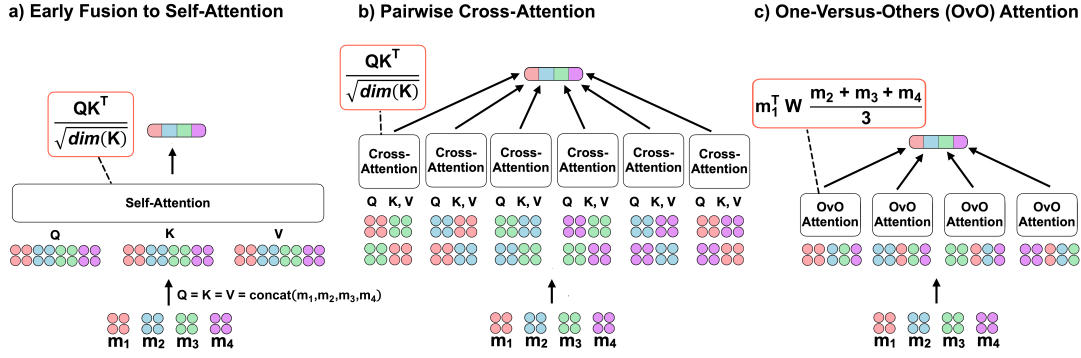 a) Early Fusion to Self-Attention
QK^T
√dim(K)
Self-Attention
Q K V
Q = K = V = concat(m₁,m₂,m₃,m₄)
m₁ m₂ m₃ m₄
b) Pairwise Cross-Attention
QK^T
√dim(K)
Cross-Attention Cross-Attention Cross-Attention Cross-Attention Cross-Attention Cross-Attention
Q K, V Q K, V Q K, V Q K, V Q K, V Q K, V
m₁ m₂ m₃ m₄
c) One-Versus-Others (OvO) Attention
m₁^T W (m₂ + m₃ + m₄)/3
OvO Attention OvO Attention OvO Attention OvO Attention
m₁ m₂ m₃ m₄